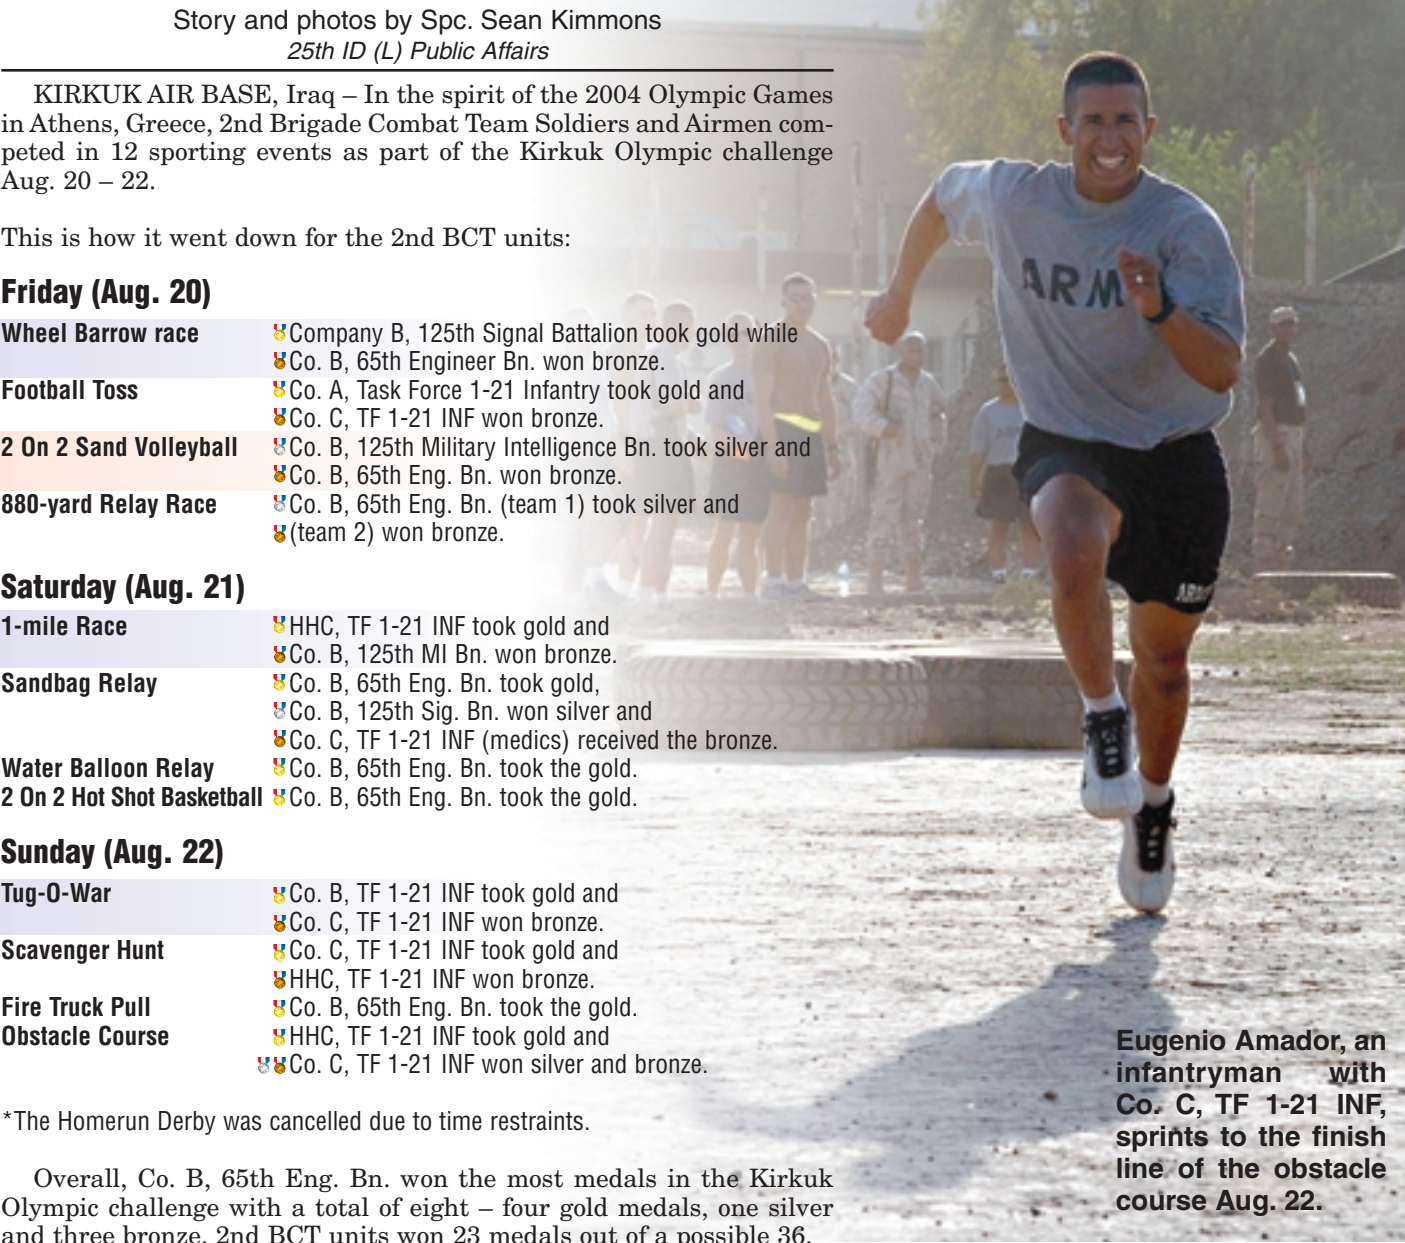 Story and photos by Spc. Sean Kimmons
25th ID (L) Public Affairs
KIRKUK AIR BASE, Iraq – In the spirit of the 2004 Olympic Games
in Athens, Greece, 2nd Brigade Combat Team Soldiers and Airmen com-
peted in 12 sporting events as part of the Kirkuk Olympic challenge
Aug. 20 – 22.
This is how it went down for the 2nd BCT units:
Friday (Aug. 20)
Wheel Barrow race Company B, 125th Signal Battalion took gold while
Co. B, 65th Engineer Bn. won bronze.
Football Toss Co. A, Task Force 1-21 Infantry took gold and
Co. C, TF 1-21 INF won bronze.
2 On 2 Sand Volleyball Co. B, 125th Military Intelligence Bn. took silver and
Co. B, 65th Eng. Bn. won bronze.
880-yard Relay Race Co. B, 65th Eng. Bn. (team 1) took silver and
(team 2) won bronze.
Saturday (Aug. 21)
1-mile Race HHC, TF 1-21 INF took gold and
Co. B, 125th MI Bn. won bronze.
Sandbag Relay Co. B, 65th Eng. Bn. took gold,
Co. B, 125th Sig. Bn. won silver and
Co. C, TF 1-21 INF (medics) received the bronze.
Water Balloon Relay Co. B, 65th Eng. Bn. took the gold.
2 On 2 Hot Shot Basketball Co. B, 65th Eng. Bn. took the gold.
Sunday (Aug. 22)
Tug-O-War Co. B, TF 1-21 INF took gold and
Co. C, TF 1-21 INF won bronze.
Scavenger Hunt Co. C, TF 1-21 INF took gold and
HHC, TF 1-21 INF won bronze.
Fire Truck Pull Co. B, 65th Eng. Bn. took the gold.
Obstacle Course HHC, TF 1-21 INF took gold and
Co. C, TF 1-21 INF won silver and bronze.
*The Homerun Derby was cancelled due to time restraints.
Overall, Co. B, 65th Eng. Bn. won the most medals in the Kirkuk
Olympic challenge with a total of eight – four gold medals, one silver
and three bronze. 2nd BCT units won 23 medals out of a possible 36.
ARM
Eugenio Amador, an
infantryman with
Co. C, TF 1-21 INF,
sprints to the finish
line of the obstacle
course Aug. 22.